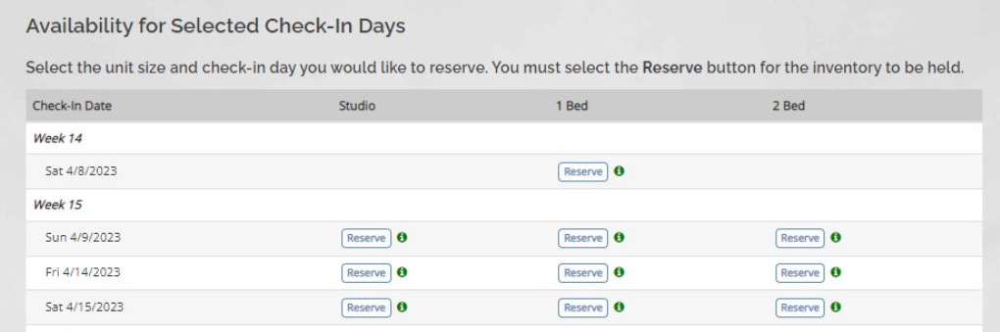 Availability for Selected Check-In Days
Select the unit size and check-in day you would like to reserve. You must select the Reserve button for the inventory to be held.
Check-In Date Studio 1 Bed 2 Bed
Week 14
Sat 4/8/2023 Reserve
Week 15
Sun 4/9/2023 Reserve Reserve Reserve
Fri 4/14/2023 Reserve Reserve Reserve
Sat 4/15/2023 Reserve Reserve Reserve